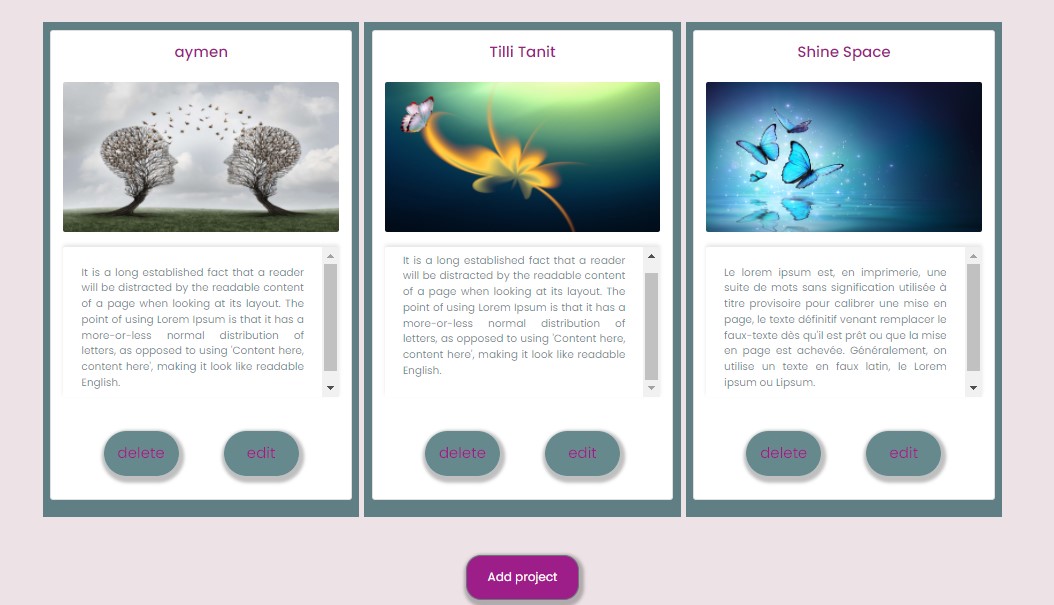 aymen
It is a long established fact that a reader
will be distracted by the readable content
of a page when looking at its layout. The
point of using Lorem Ipsum is that it has a
more-or-less normal distribution of
letters, as opposed to using 'Content here,
content here', making it look like readable
English.
delete edit
Tilli Tanit
It is a long established fact that a reader
will be distracted by the readable content
of a page when looking at its layout. The
point of using Lorem Ipsum is that it has a
more-or-less normal distribution of
letters, as opposed to using 'Content here,
content here', making it look like readable
English.
delete edit
Shine Space
Le lorem ipsum est, en imprimerie, une
suite de mots sans signification utilisée à
titre provisoire pour calibrer une mise en
page, le texte définitif venant remplacer le
faux-texte dès qu'il est prêt ou que la mise
en page est achevée. Généralement, on
utilise un texte en faux latin, le Lorem
ipsum ou Lipsum.
delete edit
Add project